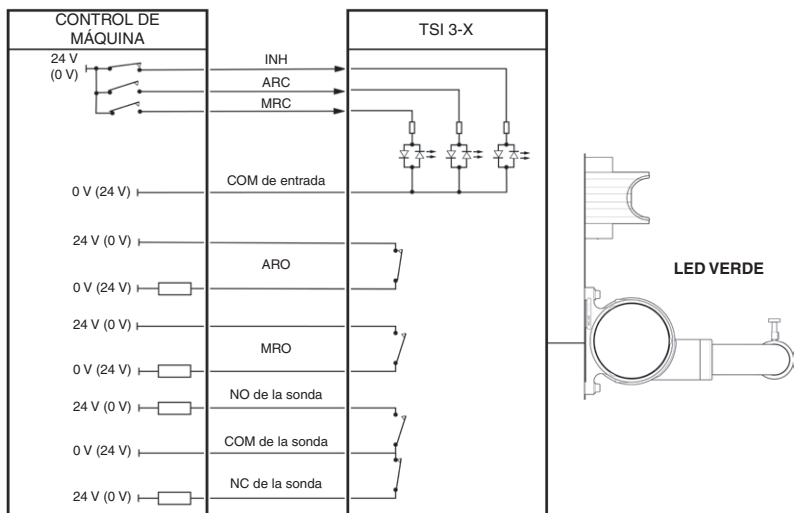 CONTROL DE
MÁQUINA
TSI 3-X
24 V
(0 V)
INH
ARC
MRC
COM de entrada
0 V (24 V)
24 V (0 V)
ARO
0 V (24 V)
24 V (0 V)
MRO
0 V (24 V)
NO de la sonda
24 V (0 V)
COM de la sonda
0 V (24 V)
NC de la sonda
24 V (0 V)
LED VERDE